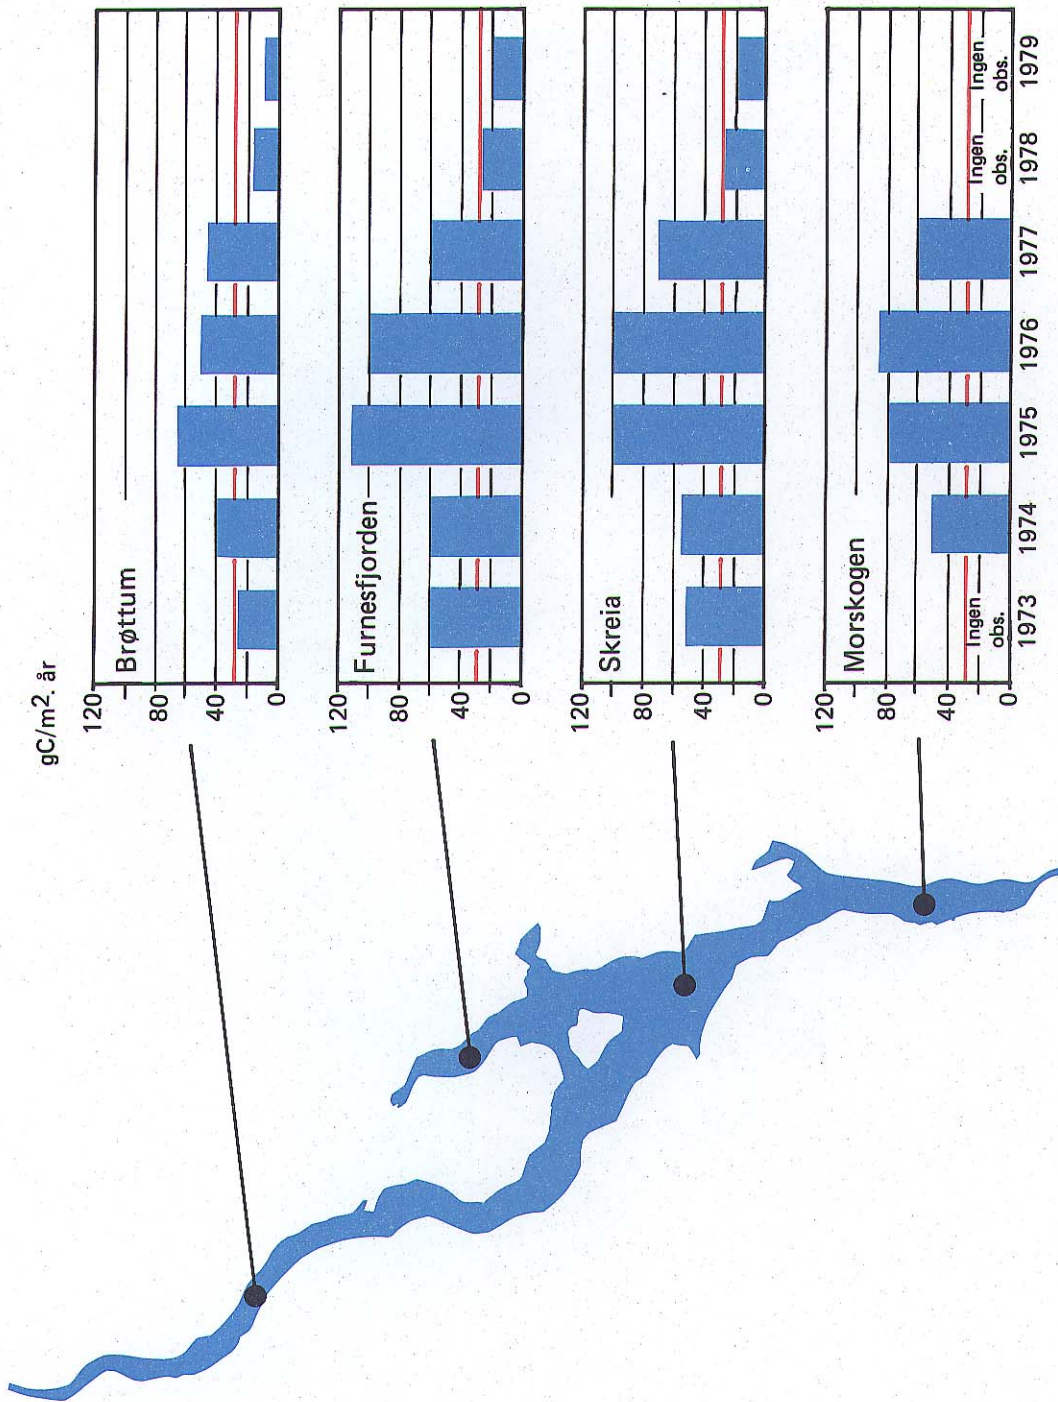 gC/m². år
Brøttum
120
80
40
0
Furnesfjorden
120
80
40
0
Skreia
120
80
40
0
Morskogen
120
80
40
0
Ingen
obs.
Ingen
obs.
Ingen
obs.
1973
1974
1975
1976
1977
1978
1979